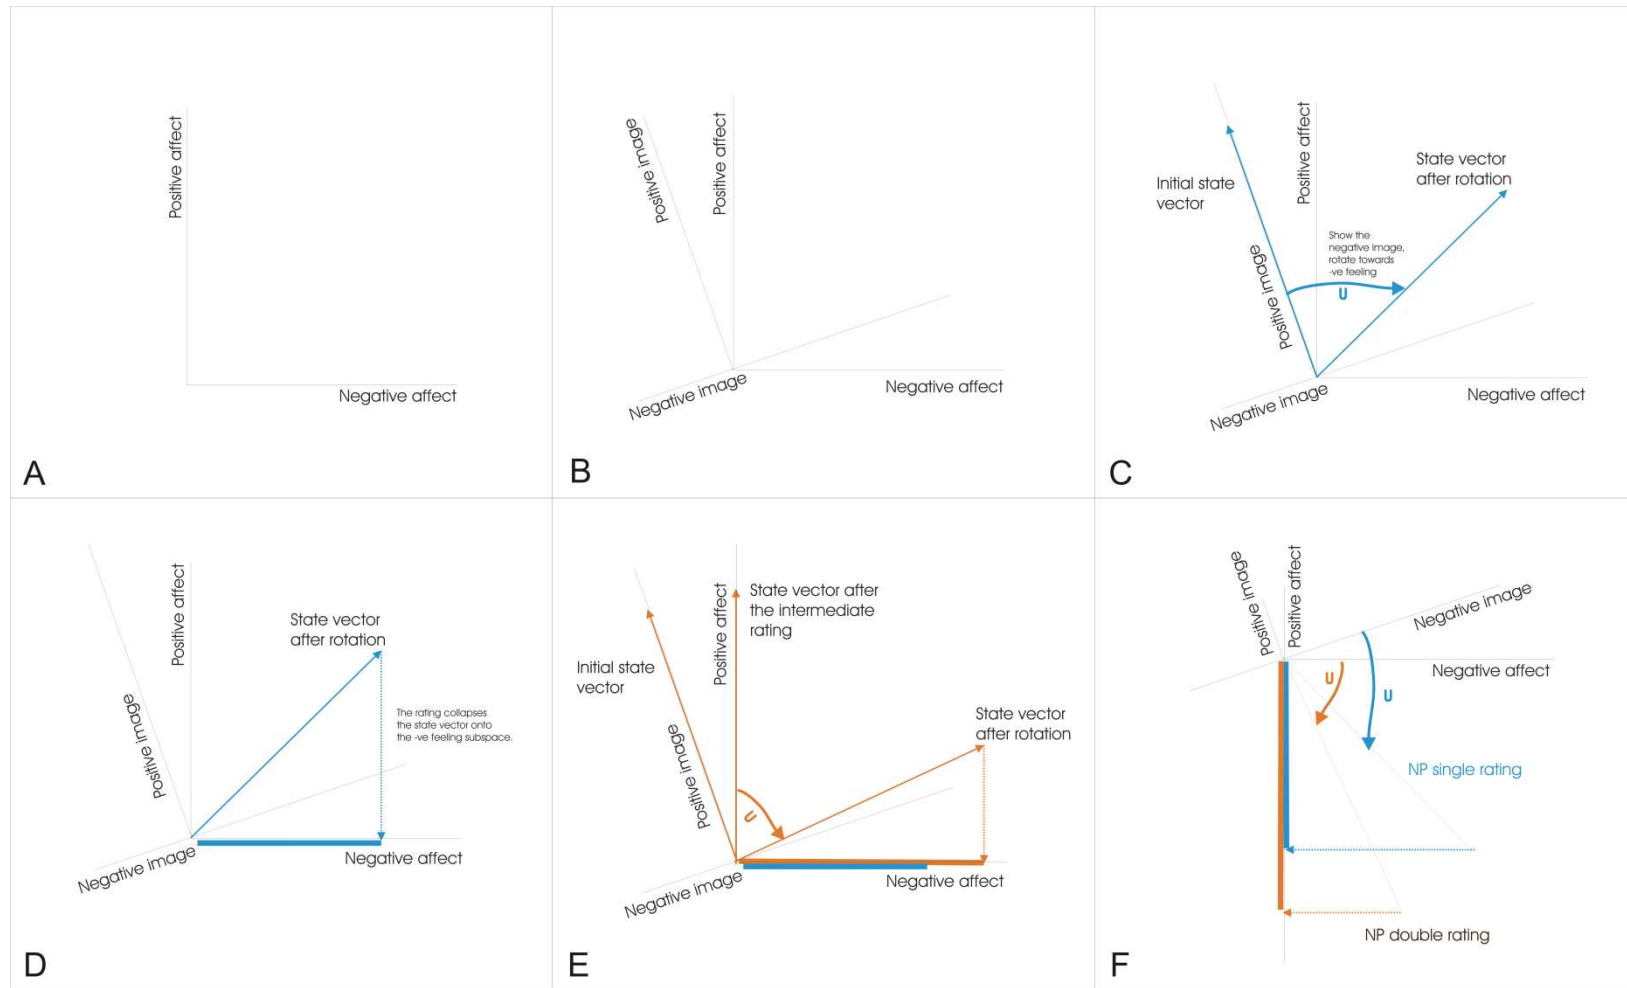 Positive affect
Negative affect
A
Positive image
Positive affect
Negative image
Negative affect
B
Initial state
vector
Positive image
Positive affect
Show the
negative image,
rotate towards
-ve feeling
U
State vector
after rotation
Negative image
Negative affect
C
Positive image
Positive affect
State vector
after rotation
The rating collapses
the state vector onto
the -ve feeling subspace.
Negative image
Negative affect
D
Initial state
vector
Positive image
Positive affect
State vector after
the intermediate
rating
U
State vector
after rotation
Negative image
Negative affect
E
Positive image
Positive affect
Negative image
Negative affect
U
U
NP single rating
NP double rating
F